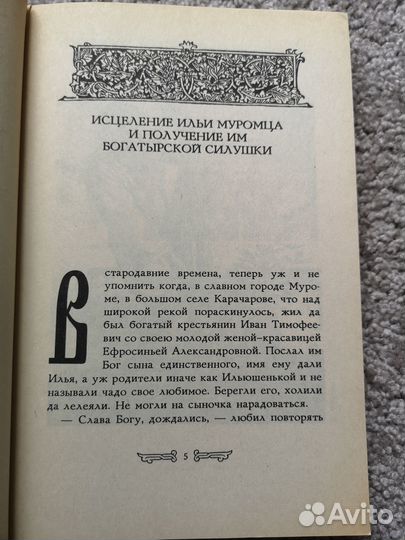 ИСЦЕЛЕНИЕ ИЛЬИ МУРОМЦА
И ПОЛУЧЕНИЕ ИМ
БОГАТЫРСКОЙ СИЛУШКИ
В стародавние времена, теперь уж и не
упомнить когда, в славном городе Муро-
ме, в большом селе Карачарове, что над
широкой рекой пораскинулось, жил да
был богатый крестьянин Иван Тимофее-
вич со своею молодой женой-красавицей
Ефросиньей Александровной. Послал им
Бог сына единственного, имя ему дали
Илья, а уж родители иначе как Ильюшенькой и не
называли чадо свое любимое. Берегли его, холили
да лелеяли. Не могли на сыночка нарадоваться.
— Слава Богу, дождались, — любил повторять
5
Avito